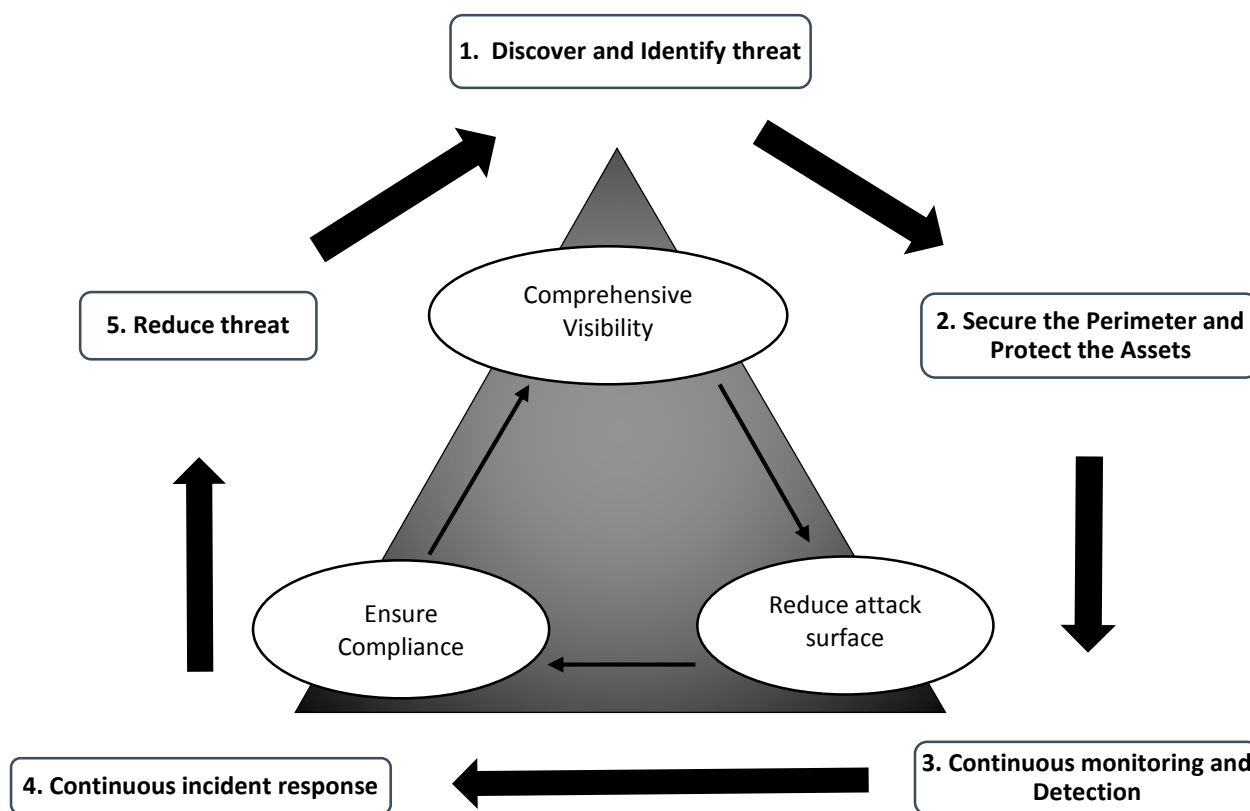 1. Discover and Identify threat
5. Reduce threat
Comprehensive
Visibility
2. Secure the Perimeter and
Protect the Assets
Ensure
Compliance
Reduce attack
surface
4. Continuous incident response
3. Continuous monitoring and
Detection